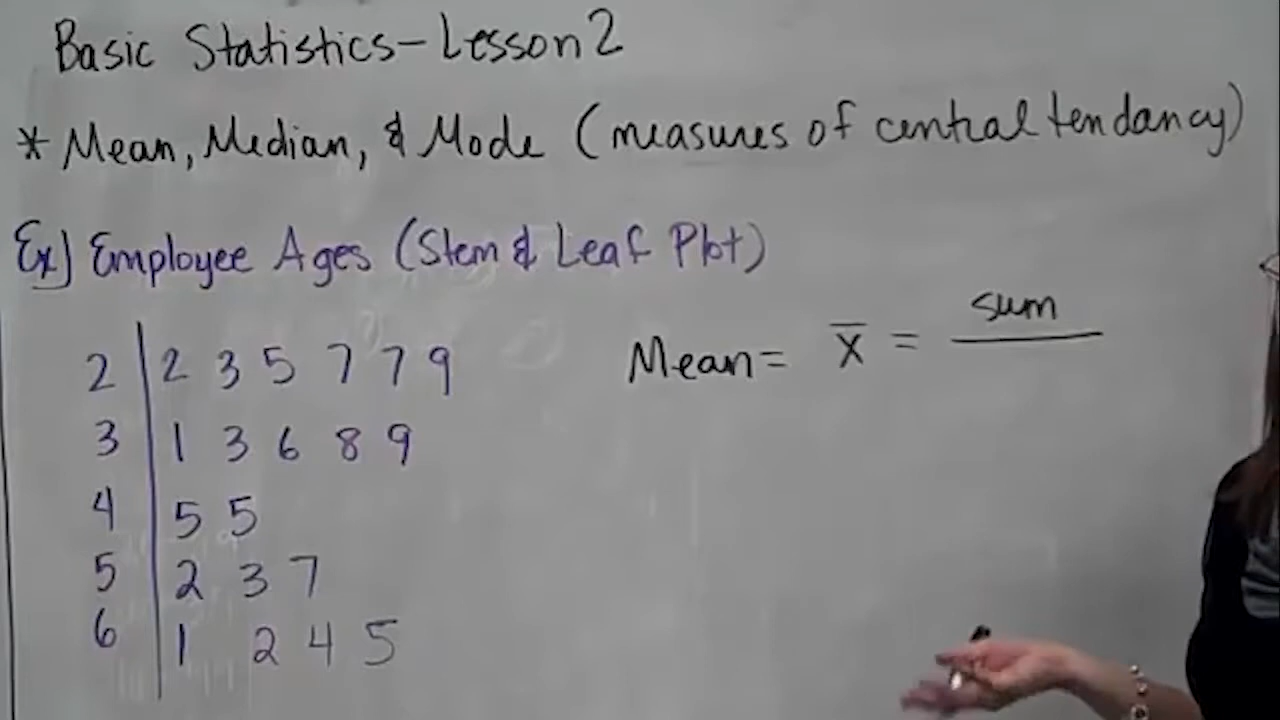 Basic Statistics - Lesson 2
* Mean, Median, & Mode (measures of central tendancy)
Ex) Employee Ages (Stem & Leaf Plot)
2 | 2 3 5 7 7 9
3 | 1 3 6 8 9
4 | 5 5
5 | 2 3 7
6 | 1 2 4 5
sum
Mean = x̄ =